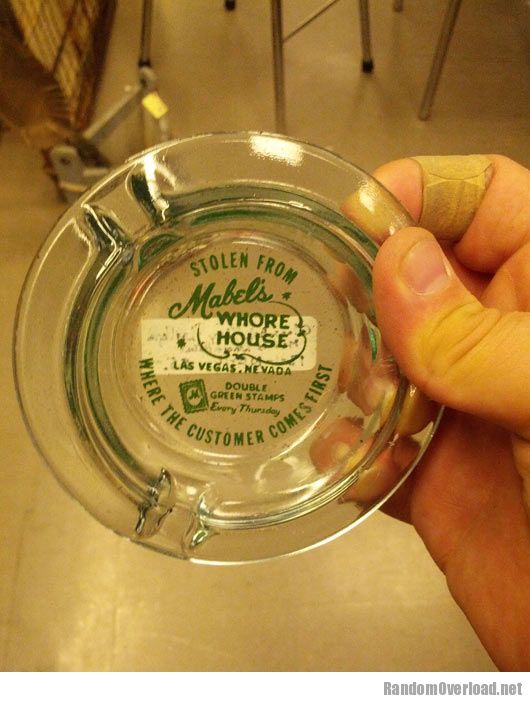 STOLEN FROM
Mabel's
WHORE
HOUSE
LAS VEGAS, NEVADA
DOUBLE
GREEN STAMPS
Every Thursday
WHERE THE CUSTOMER COMES FIRST
RandomOverload.net